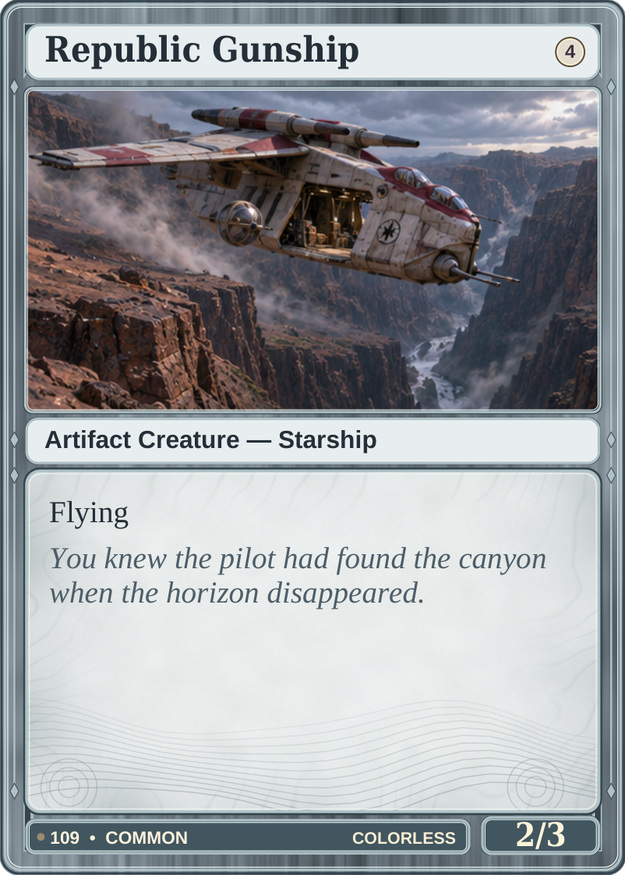 Republic Gunship
4
Artifact Creature — Starship
Flying
You knew the pilot had found the canyon
when the horizon disappeared.
109 • COMMON
COLORLESS
2/3